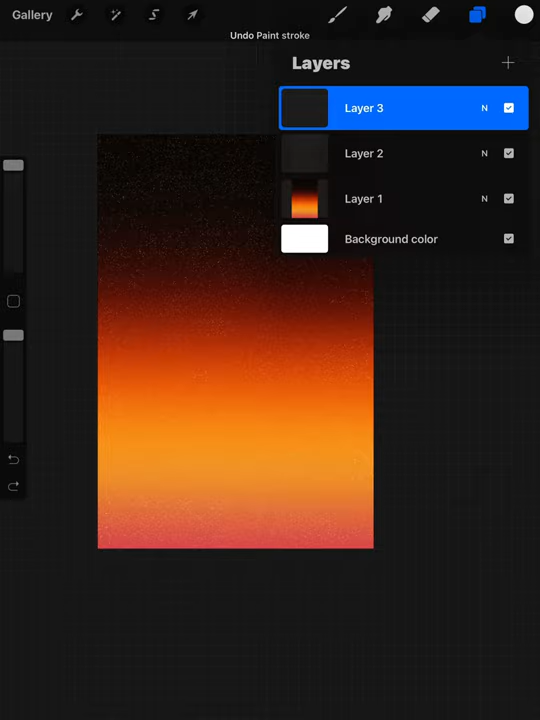 Gallery
Undo Paint stroke
Layers
Layer 3 N
Layer 2 N
Layer 1 N
Background color